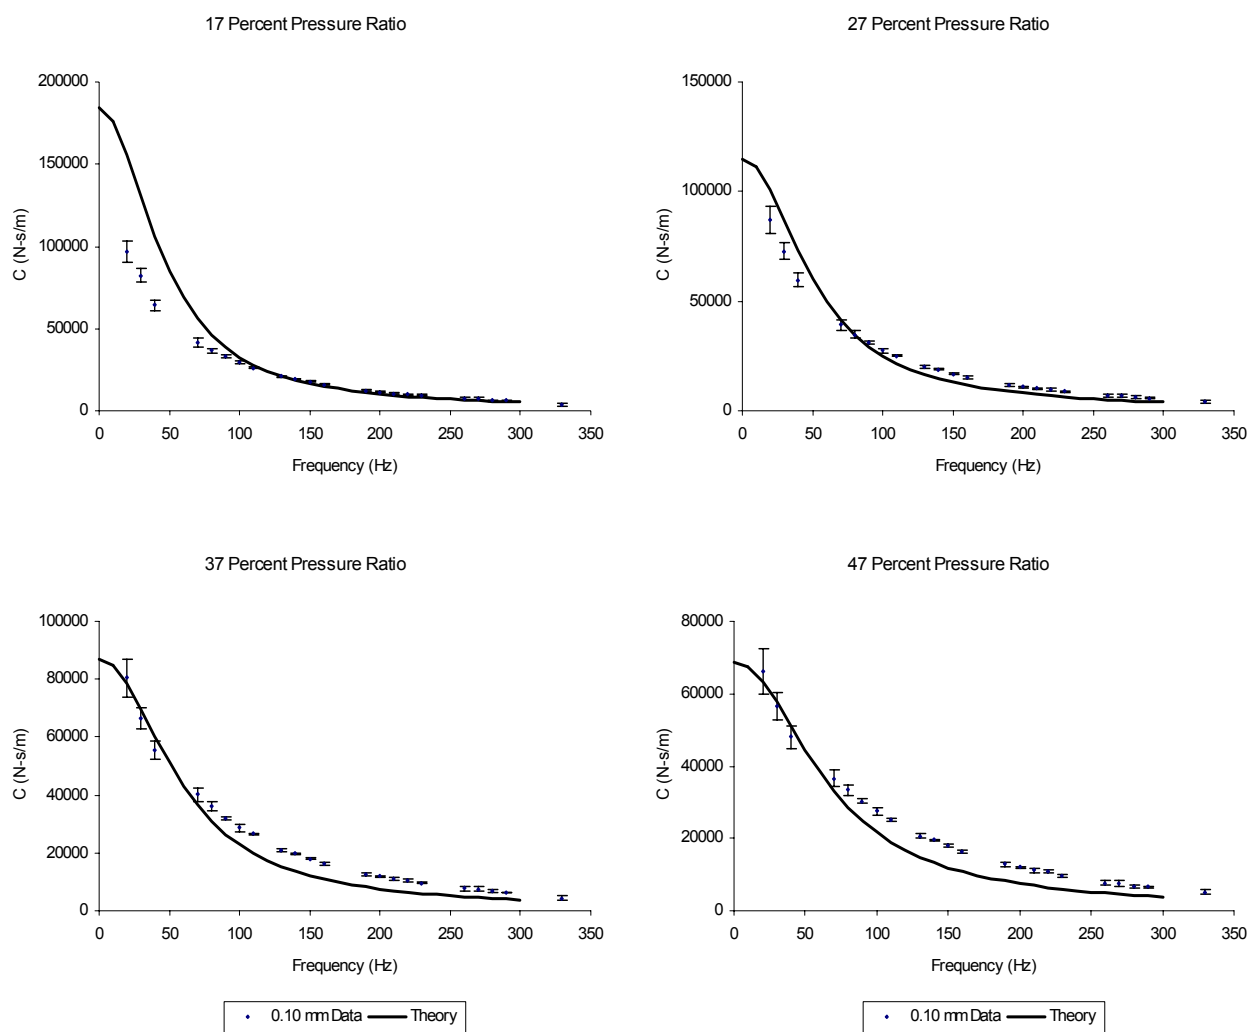 17 Percent Pressure Ratio
200000
150000
100000
50000
0
C (N-s/m)
0 50 100 150 200 250 300 350
Frequency (Hz)
27 Percent Pressure Ratio
150000
100000
50000
0
C (N-s/m)
0 50 100 150 200 250 300 350
Frequency (Hz)
37 Percent Pressure Ratio
100000
80000
60000
40000
20000
0
C (N-s/m)
0 50 100 150 200 250 300 350
Frequency (Hz)
0.10 mm Data Theory
47 Percent Pressure Ratio
80000
60000
40000
20000
0
C (N-s/m)
0 50 100 150 200 250 300 350
Frequency (Hz)
0.10 mm Data Theory